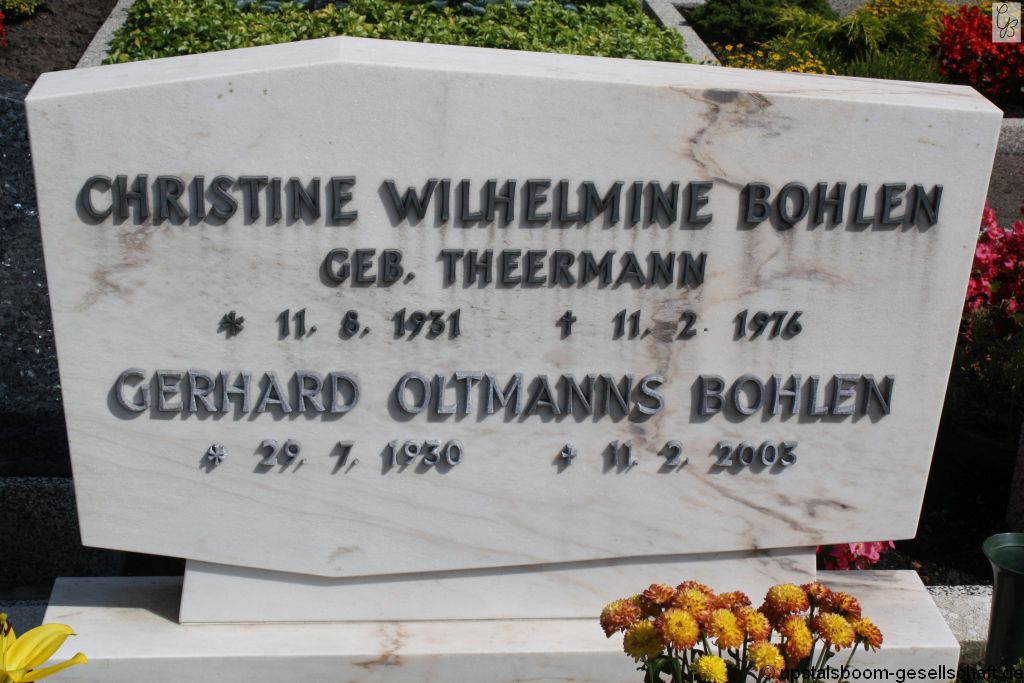 CHRISTINE WILHELMINE BOHLEN
GEB. THEERMANN
* 11. 8. 1931 † 11. 2. 1976
GERHARD OLTMANNS BOHLEN
* 29. 7. 1930 † 11. 2. 2003
© upstalsboom-gesellschaft.de